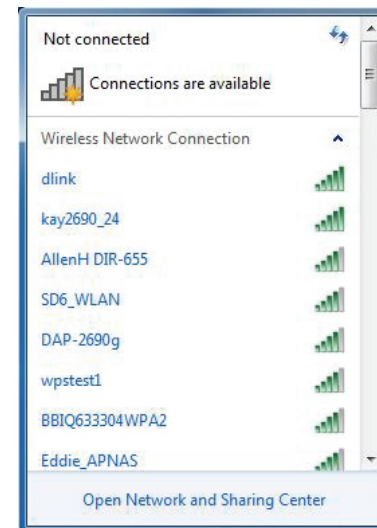 Not connected
Connections are available
Wireless Network Connection
dlink
kay2690_24
AllenH DIR-655
SD6_WLAN
DAP-2690g
wpstest1
BBIQ633304WPA2
Eddie_APNAS
Open Network and Sharing Center